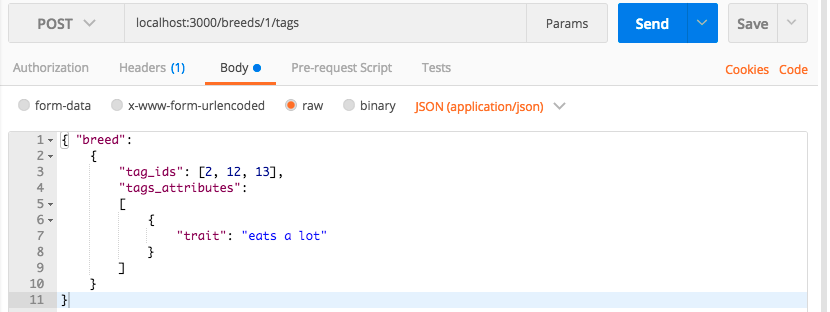 POST localhost:3000/breeds/1/tags Params Send Save
Authorization Headers (1) Body Pre-request Script Tests Cookies Code
form-data x-www-form-urlencoded raw binary JSON (application/json)
1 { "breed":
2 {
3 "tag_ids": [2, 12, 13],
4 "tags_attributes":
5 [
6 {
7 "trait": "eats a lot"
8 }
9 ]
10 }
11 }